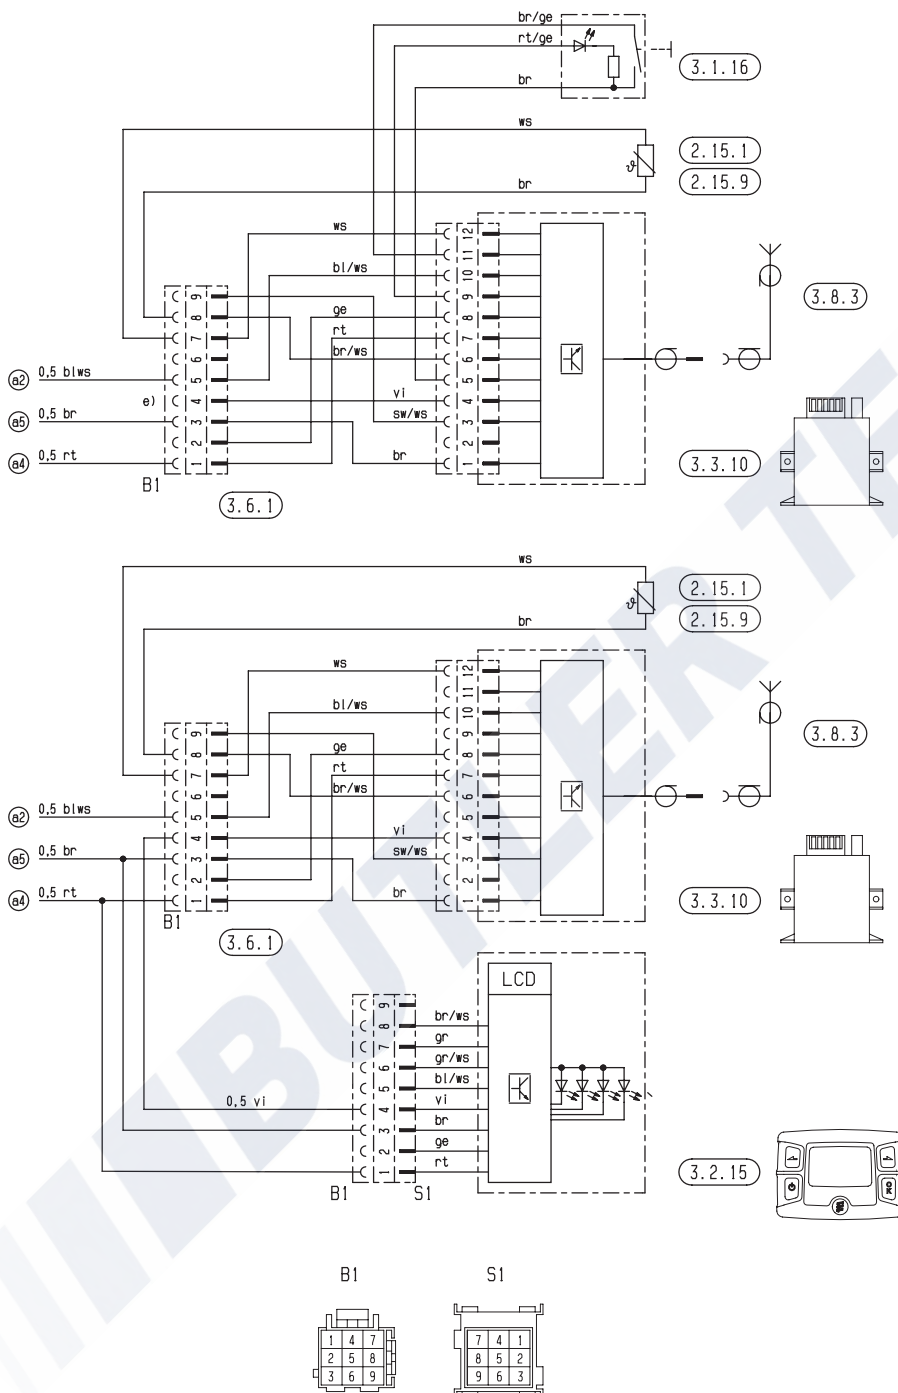 br/ge
rt/ge
br
3.1.16
ws
2.15.1
br
2.15.9
ws
12
11
bl/ws
10
9
3.8.3
9
8
ge
8
7
rt
7
6
br/ws
6
a2 0,5 blws
5
5
e)
4
vi
4
a5 0,5 br
3
sw/ws
3
2
2
a4 0,5 rt
1
br
1
3.3.10
B1
3.6.1
ws
2.15.1
br
2.15.9
ws
12
11
bl/ws
10
9
3.8.3
9
8
ge
8
7
rt
7
6
br/ws
6
a2 0,5 blws
5
5
4
vi
4
a5 0,5 br
3
sw/ws
3
2
2
a4 0,5 rt
1
br
1
3.3.10
B1
3.6.1
LCD
9
8
br/ws
7
gr
6
gr/ws
5
bl/ws
0,5 vi
4
vi
3
br
2
ge
1
rt
3.2.15
B1
S1
OK
B1
S1
1 4 7
2 5 8
3 6 9
7 4 1
8 5 2
9 6 3
BUTLER TE